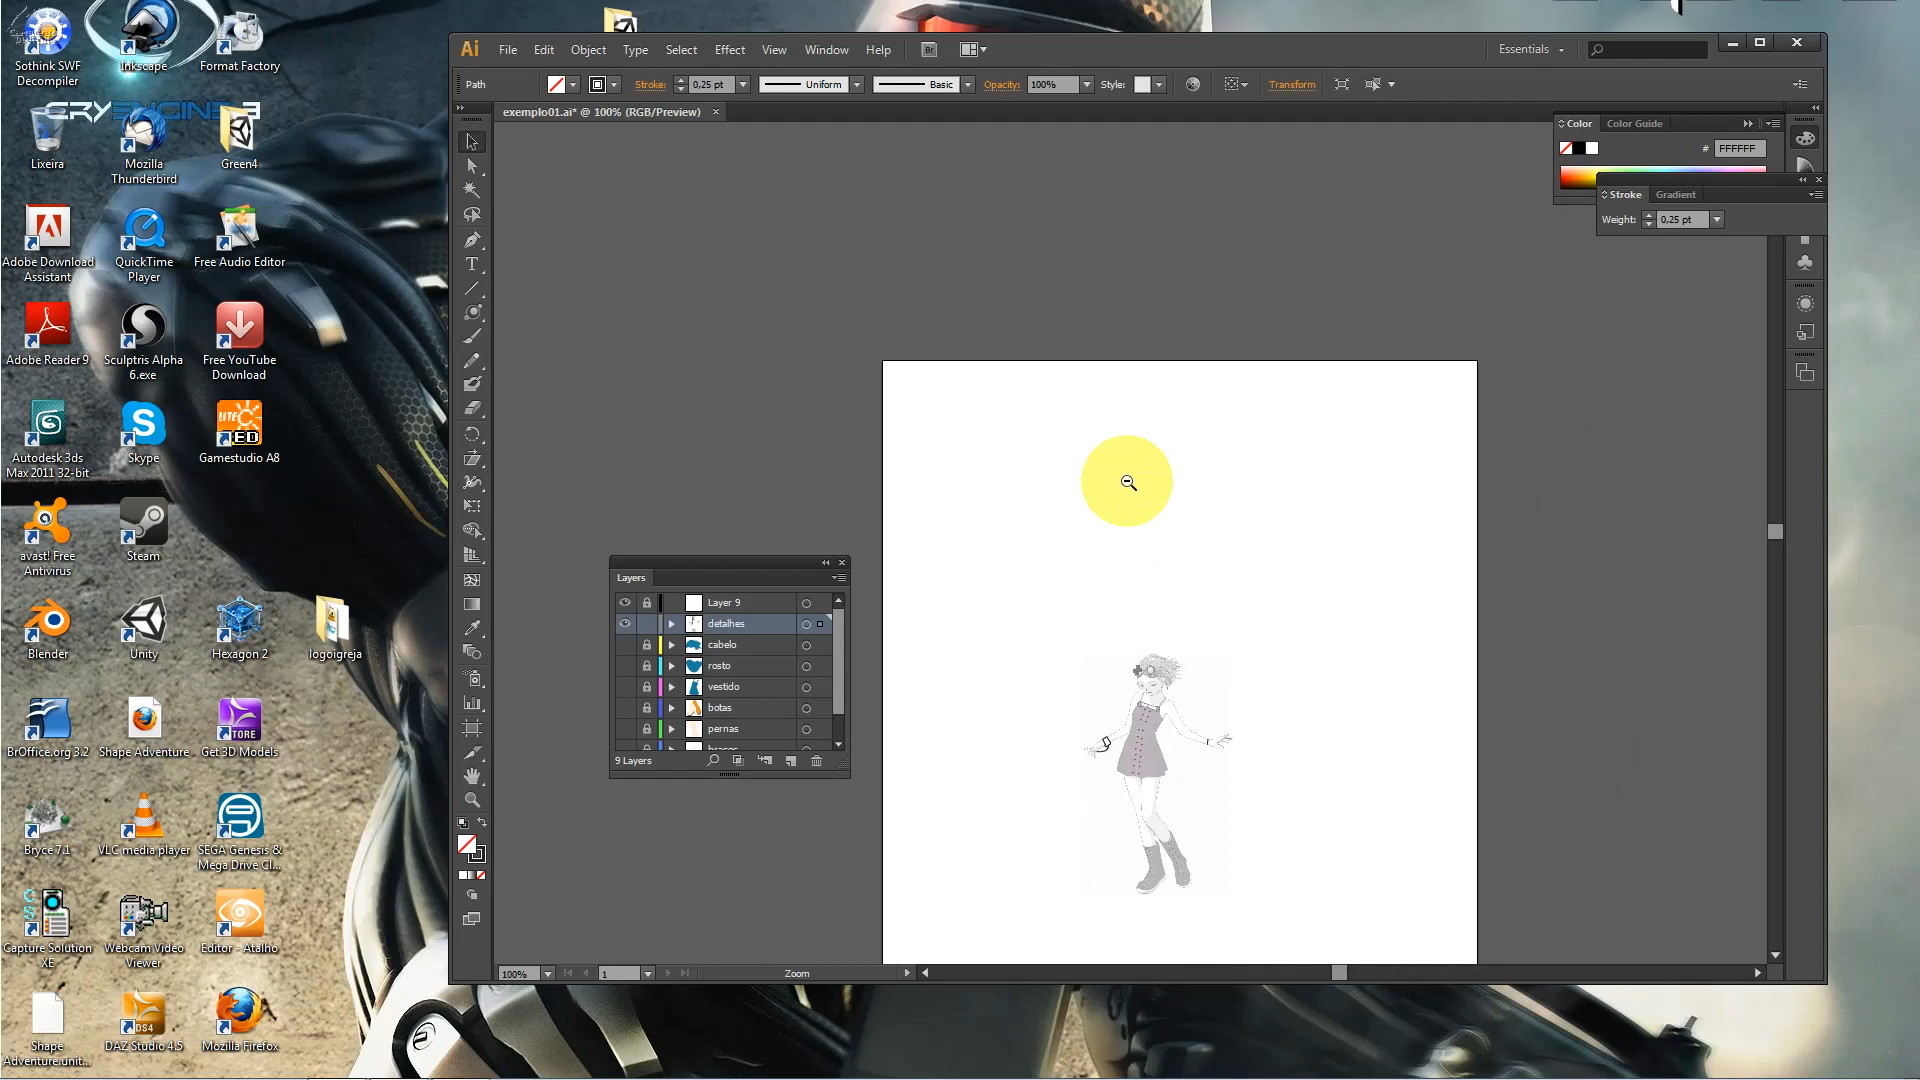 Sothink SWF
Decompiler
Inkscape
Format Factory
CRYENGINE 3
Lixeira
Mozilla
Thunderbird
Green4
Adobe Download
Assistant
QuickTime
Player
Free Audio Editor
Adobe Reader 9
Sculptris Alpha
6.exe
Free YouTube
Download
Autodesk 3ds
Max 2011 32-bit
Skype
Gamestudio A8
avast! Free
Antivirus
Steam
Blender
Unity
Hexagon 2
logoigreja
BrOffice.org 3.2
Shape Adventure
Get 3D Models
Bryce 7.1
VLC media player
SEGA Genesis &
Mega Drive Cl...
Capture Solution
XE
Webcam Video
Viewer
Editor - Atalho
Shape
Adventure.unit...
DAZ Studio 4.5
Mozilla Firefox
Ai File Edit Object Type Select Effect View Window Help Br Essentials
Path Stroke: 0,25 pt Uniform Basic Opacity: 100% Style: Transform
exemplo01.ai* @ 100% (RGB/Preview)
Color Color Guide
# FFFFFF
Stroke Gradient
Weight: 0,25 pt
Layers
Layer 9
detalhes
cabelo
rosto
vestido
botas
pernas
9 Layers
100% 1 Zoom